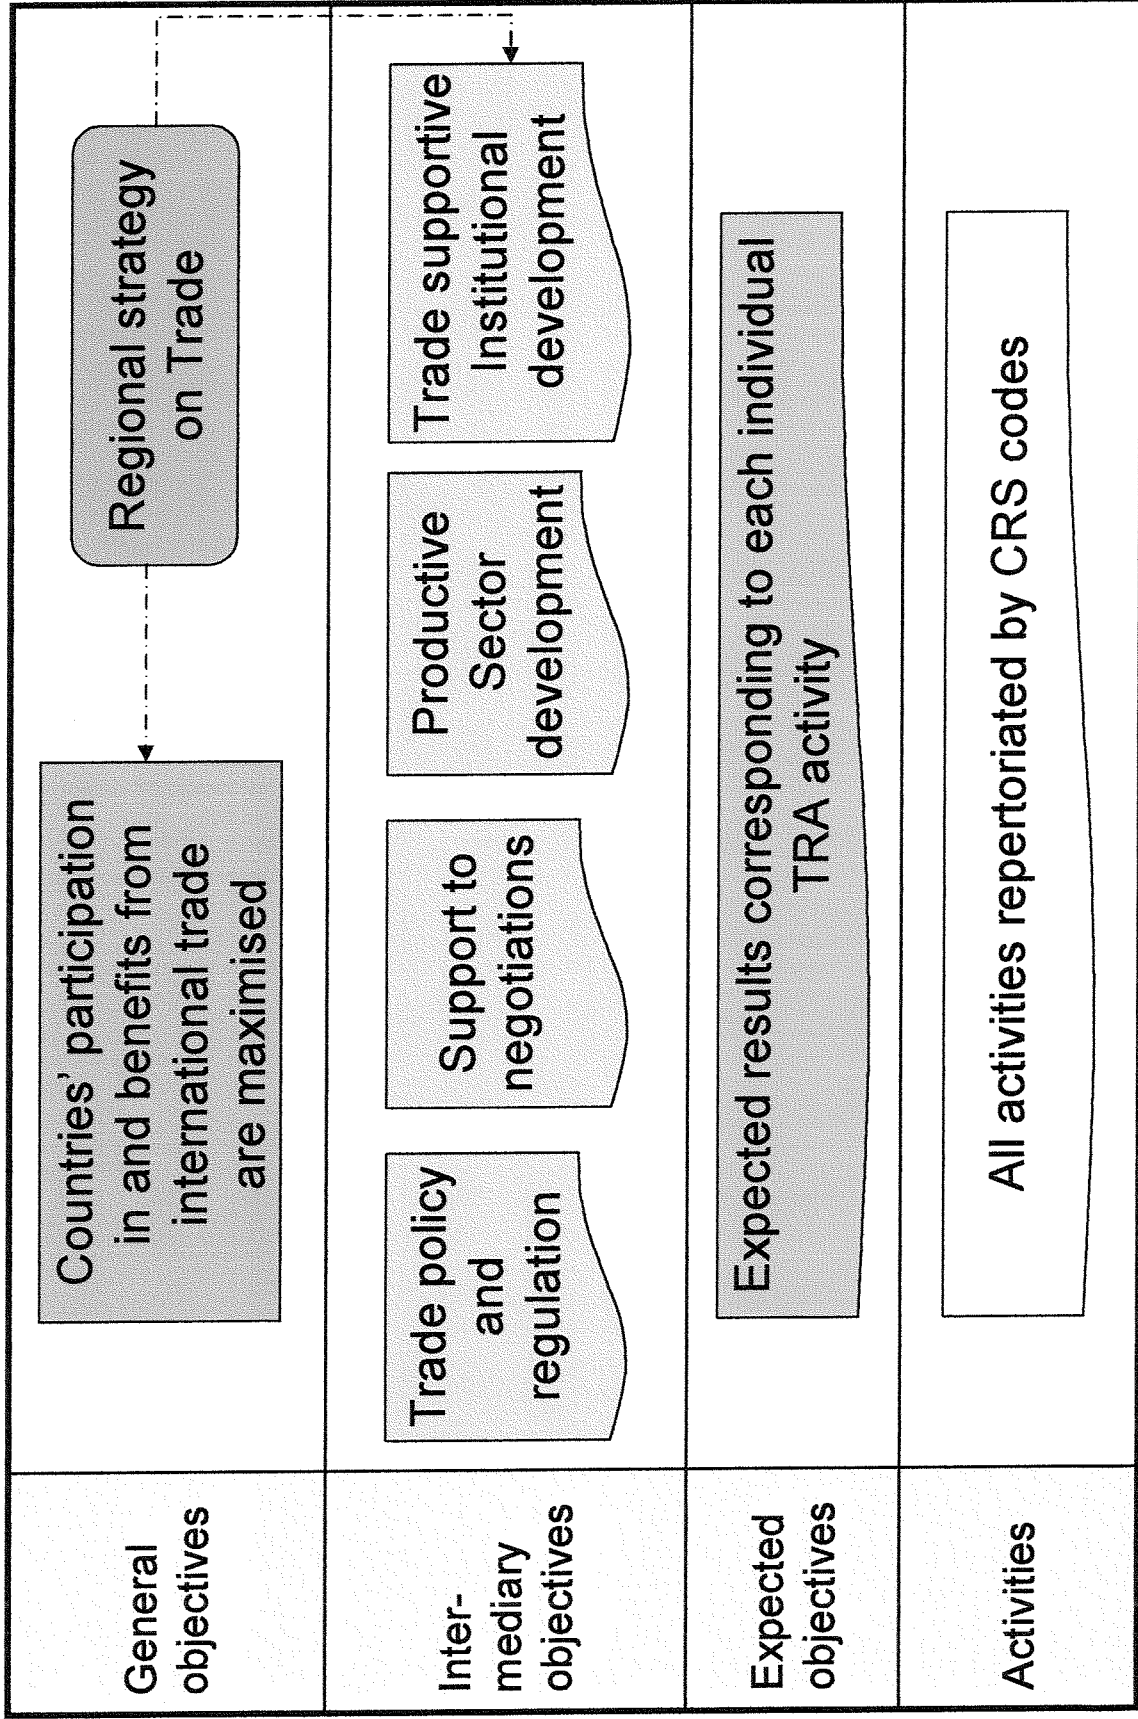 General
objectives
Countries’ participation
in and benefits from
international trade
are maximised
Regional strategy
on Trade
Inter-
mediary
objectives
Trade policy
and
regulation
Support to
negotiations
Productive
Sector
development
Trade supportive
Institutional
development
Expected
objectives
Expected results corresponding to each individual
TRA activity
Activities
All activities repertoriated by CRS codes